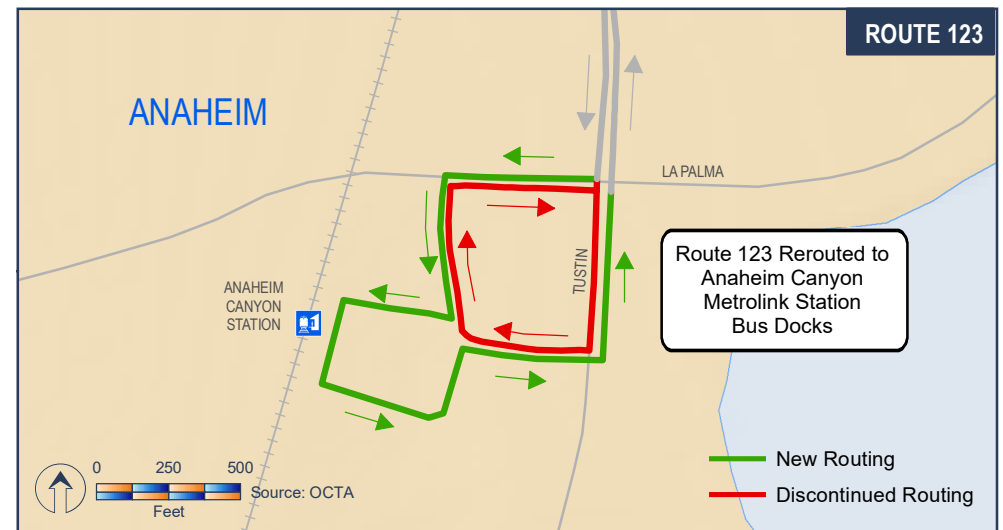 ROUTE 123
ANAHEIM
LA PALMA
TUSTIN
Route 123 Rerouted to
Anaheim Canyon
Metrolink Station
Bus Docks
ANAHEIM
CANYON
STATION
New Routing
Discontinued Routing
0 250 500
Feet
Source: OCTA